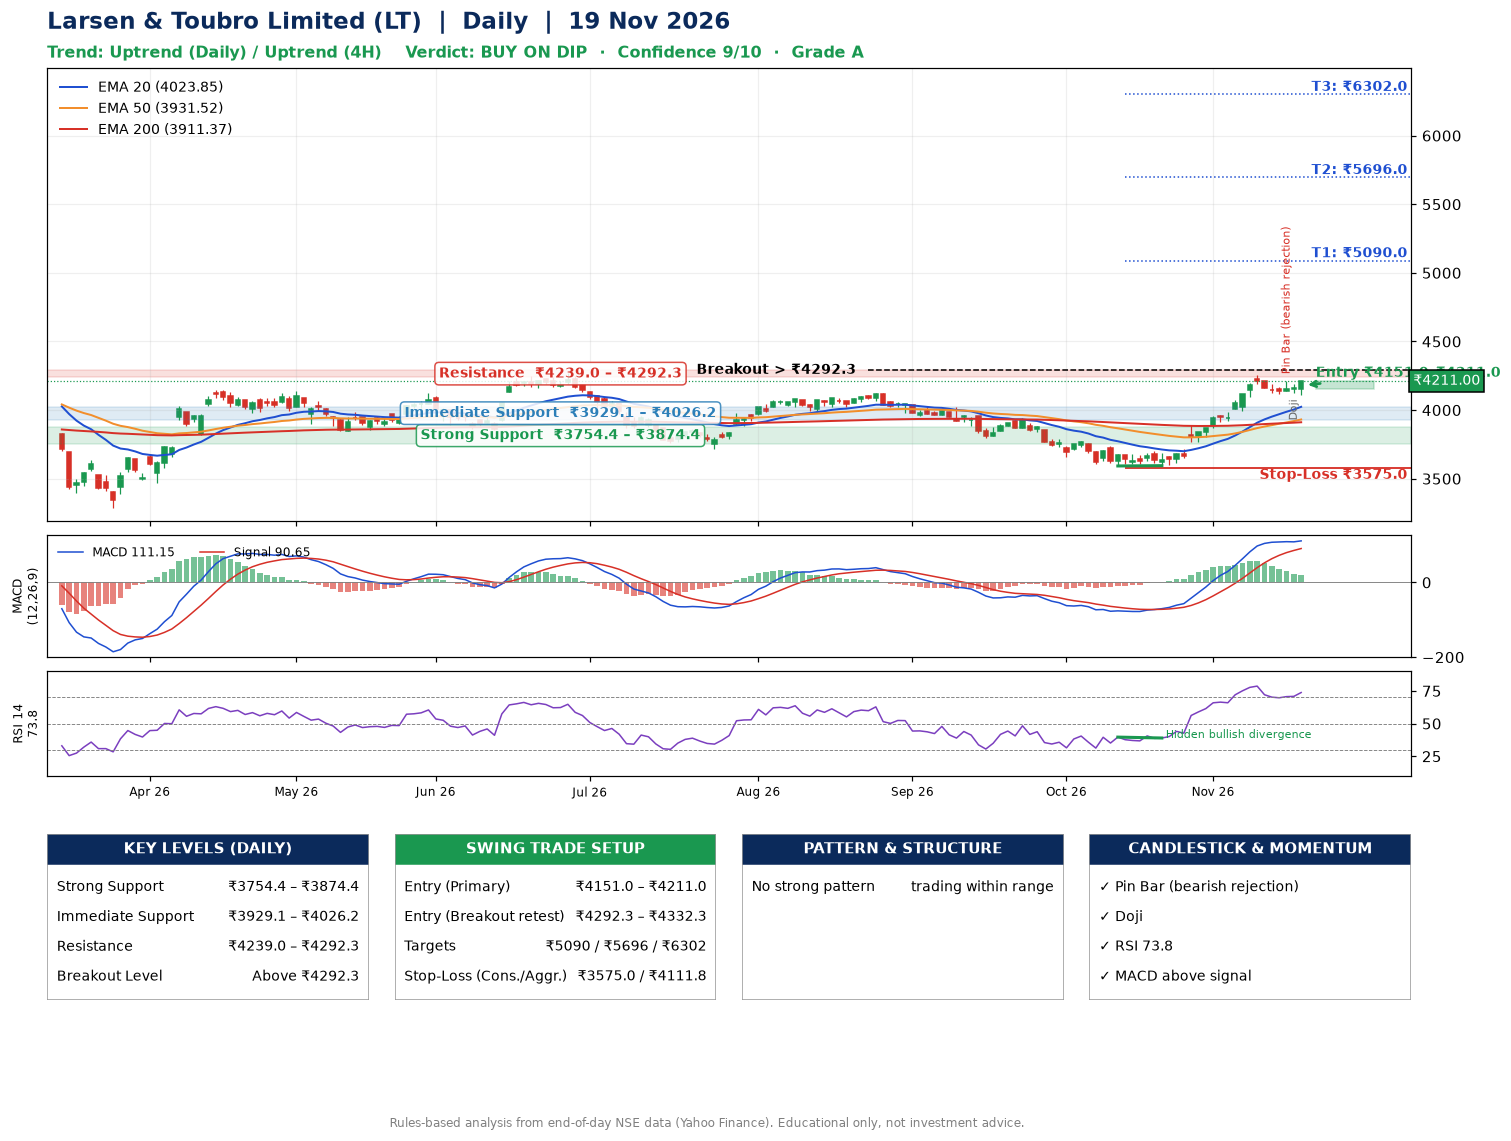 Larsen & Toubro Limited (LT) | Daily | 19 Nov 2026
Trend: Uptrend (Daily) / Uptrend (4H) Verdict: BUY ON DIP · Confidence 9/10 · Grade A
EMA 20 (4023.85)
EMA 50 (3931.52)
EMA 200 (3911.37)
T3: ₹6302.0
T2: ₹5696.0
T1: ₹5090.0
Pin Bar (bearish rejection)
Doji
Resistance ₹4239.0 – ₹4292.3
Breakout > ₹4292.3
₹4211.00
Immediate Support ₹3929.1 – ₹4026.2
Strong Support ₹3754.4 – ₹3874.4
Stop-Loss ₹3575.0
6000
5500
5000
4500
4000
3500
MACD 111.15
Signal 90.65
MACD
(12,26,9)
0
−200
RSI 14
73.8
Hidden bullish divergence
75
50
25
Apr 26
May 26
Jun 26
Jul 26
Aug 26
Sep 26
Oct 26
Nov 26
KEY LEVELS (DAILY)
Strong Support ₹3754.4 – ₹3874.4
Immediate Support ₹3929.1 – ₹4026.2
Resistance ₹4239.0 – ₹4292.3
Breakout Level Above ₹4292.3
SWING TRADE SETUP
Entry (Primary) ₹4151.0 – ₹4211.0
Entry (Breakout retest) ₹4292.3 – ₹4332.3
Targets ₹5090 / ₹5696 / ₹6302
Stop-Loss (Cons./Aggr.) ₹3575.0 / ₹4111.8
PATTERN & STRUCTURE
No strong pattern trading within range
CANDLESTICK & MOMENTUM
✓ Pin Bar (bearish rejection)
✓ Doji
✓ RSI 73.8
✓ MACD above signal
Rules-based analysis from end-of-day NSE data (Yahoo Finance). Educational only, not investment advice.